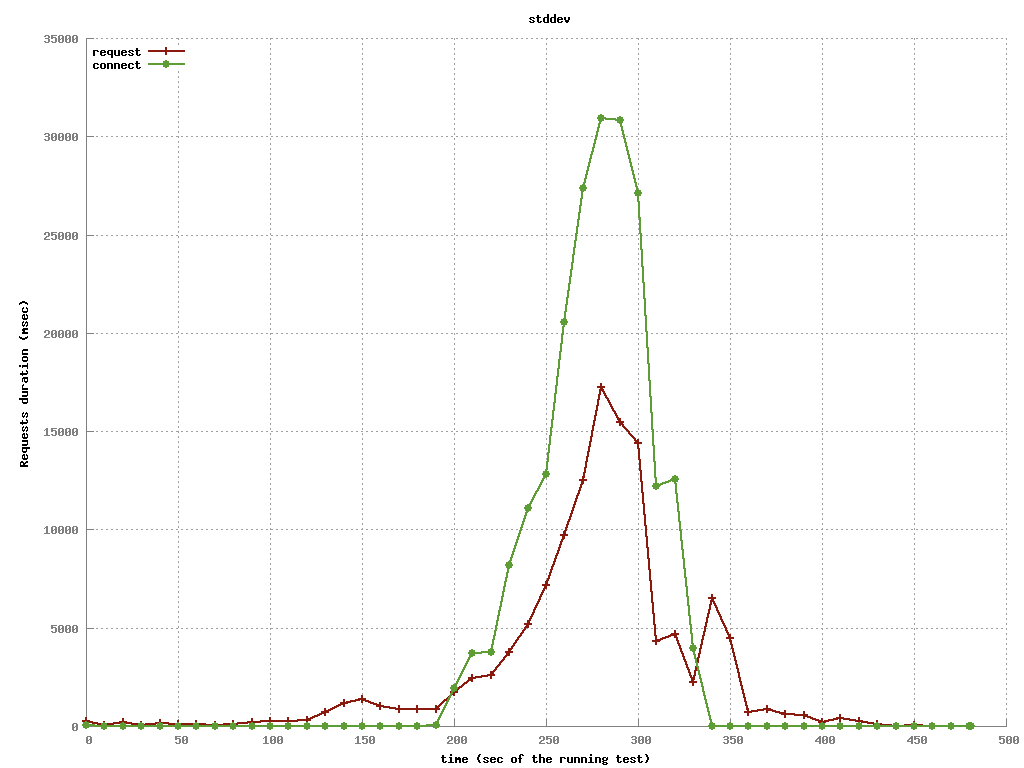 stddev
35000
request
connect
30000
25000
20000
15000
10000
5000
0
Requests duration (msec)
0 50 100 150 200 250 300 350 400 450 500
time (sec of the running test)